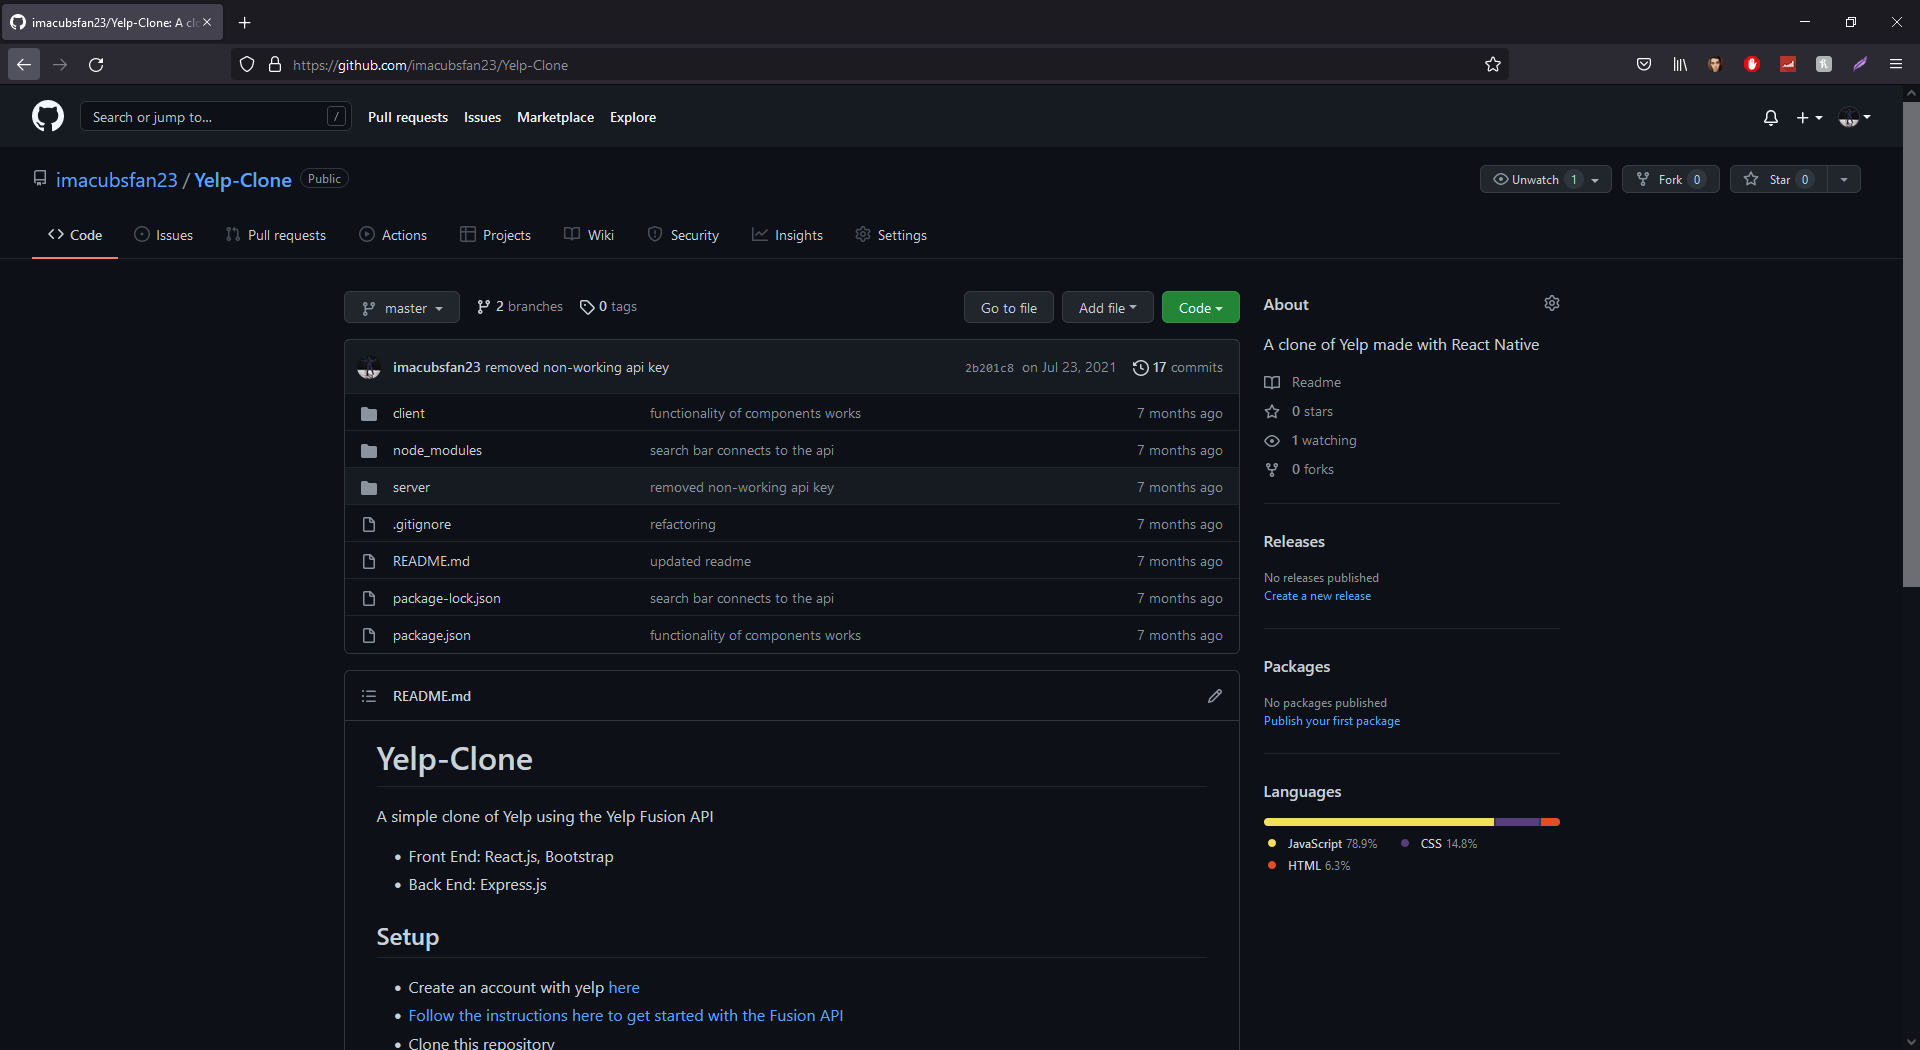 imacubsfan23/Yelp-Clone: A clo
https://github.com/imacubsfan23/Yelp-Clone
Search or jump to... /
Pull requests Issues Marketplace Explore
imacubsfan23 / Yelp-Clone Public
Unwatch 1 Fork 0 Star 0
Code Issues Pull requests Actions Projects Wiki Security Insights Settings
master 2 branches 0 tags Go to file Add file Code
imacubsfan23 removed non-working api key 2b201c8 on Jul 23, 2021 17 commits
client functionality of components works 7 months ago
node_modules search bar connects to the api 7 months ago
server removed non-working api key 7 months ago
.gitignore refactoring 7 months ago
README.md updated readme 7 months ago
package-lock.json search bar connects to the api 7 months ago
package.json functionality of components works 7 months ago
README.md
Yelp-Clone
A simple clone of Yelp using the Yelp Fusion API
• Front End: React.js, Bootstrap
• Back End: Express.js
Setup
• Create an account with yelp here
• Follow the instructions here to get started with the Fusion API
• Clone this repository
About
A clone of Yelp made with React Native
Readme
0 stars
1 watching
0 forks
Releases
No releases published
Create a new release
Packages
No packages published
Publish your first package
Languages
JavaScript 78.9% CSS 14.8%
HTML 6.3%